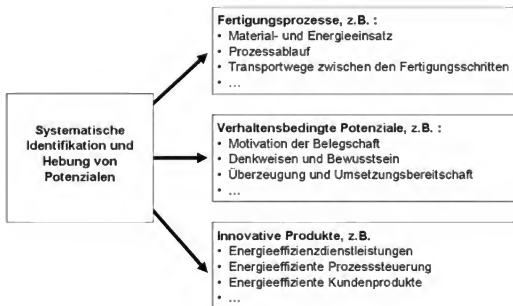 Systematische
Identifikation und
Hebung von
Potenzialen
Fertigungsprozesse, z.B. :
• Material- und Energieeinsatz
• Prozessablauf
• Transportwege zwischen den Fertigungsschritten
• ...
Verhaltensbedingte Potenziale, z.B. :
• Motivation der Belegschaft
• Denkweisen und Bewusstsein
• Überzeugung und Umsetzungsbereitschaft
• ...
Innovative Produkte, z.B.
• Energieeffizienzdienstleistungen
• Energieeffiziente Prozesssteuerung
• Energieeffiziente Kundenprodukte
• ...